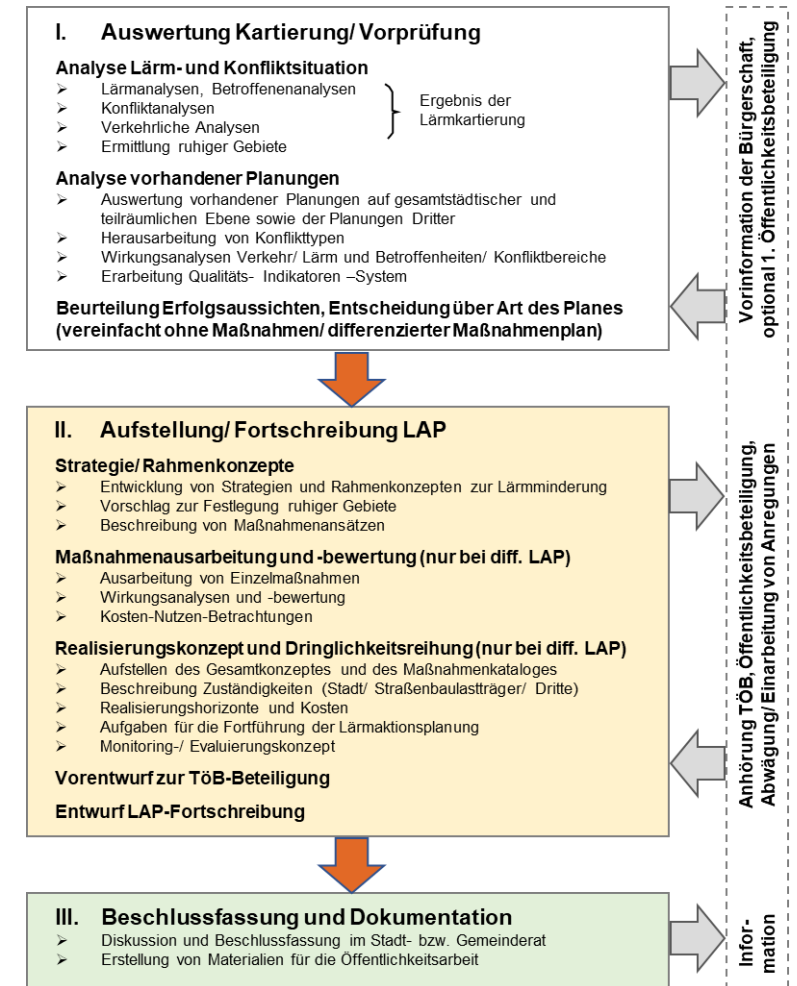 I. Auswertung Kartierung/ Vorprüfung
Analyse Lärm- und Konfliktsituation
➢ Lärmanalysen, Betroffenenanalysen
➢ Konfliktanalysen
➢ Verkehrliche Analysen
➢ Ermittlung ruhiger Gebiete
Ergebnis der
Lärmkartierung
Analyse vorhandener Planungen
➢ Auswertung vorhandener Planungen auf gesamtstädtischer und
teilräumlichen Ebene sowie der Planungen Dritter
➢ Herausarbeitung von Konflikttypen
➢ Wirkungsanalysen Verkehr/ Lärm und Betroffenheiten/ Konfliktbereiche
➢ Erarbeitung Qualitäts- Indikatoren –System
Beurteilung Erfolgsaussichten, Entscheidung über Art des Planes
(vereinfacht ohne Maßnahmen/ differenzierter Maßnahmenplan)
Vorinformation der Bürgerschaft,
optional 1. Öffentlichkeitsbeteiligung
II. Aufstellung/ Fortschreibung LAP
Strategie/ Rahmenkonzepte
➢ Entwicklung von Strategien und Rahmenkonzepten zur Lärmminderung
➢ Vorschlag zur Festlegung ruhiger Gebiete
➢ Beschreibung von Maßnahmenansätzen
Maßnahmenausarbeitung und -bewertung (nur bei diff. LAP)
➢ Ausarbeitung von Einzelmaßnahmen
➢ Wirkungsanalysen und -bewertung
➢ Kosten-Nutzen-Betrachtungen
Realisierungskonzept und Dringlichkeitsreihung (nur bei diff. LAP)
➢ Aufstellen des Gesamtkonzeptes und des Maßnahmenkataloges
➢ Beschreibung Zuständigkeiten (Stadt/ Straßenbaulastträger/ Dritte)
➢ Realisierungshorizonte und Kosten
➢ Aufgaben für die Fortführung der Lärmaktionsplanung
➢ Monitoring-/ Evaluierungskonzept
Vorentwurf zur TöB-Beteiligung
Entwurf LAP-Fortschreibung
Anhörung TÖB, Öffentlichkeitsbeteiligung,
Abwägung/ Einarbeitung von Anregungen
III. Beschlussfassung und Dokumentation
➢ Diskussion und Beschlussfassung im Stadt- bzw. Gemeinderat
➢ Erstellung von Materialien für die Öffentlichkeitsarbeit
Infor-
mation